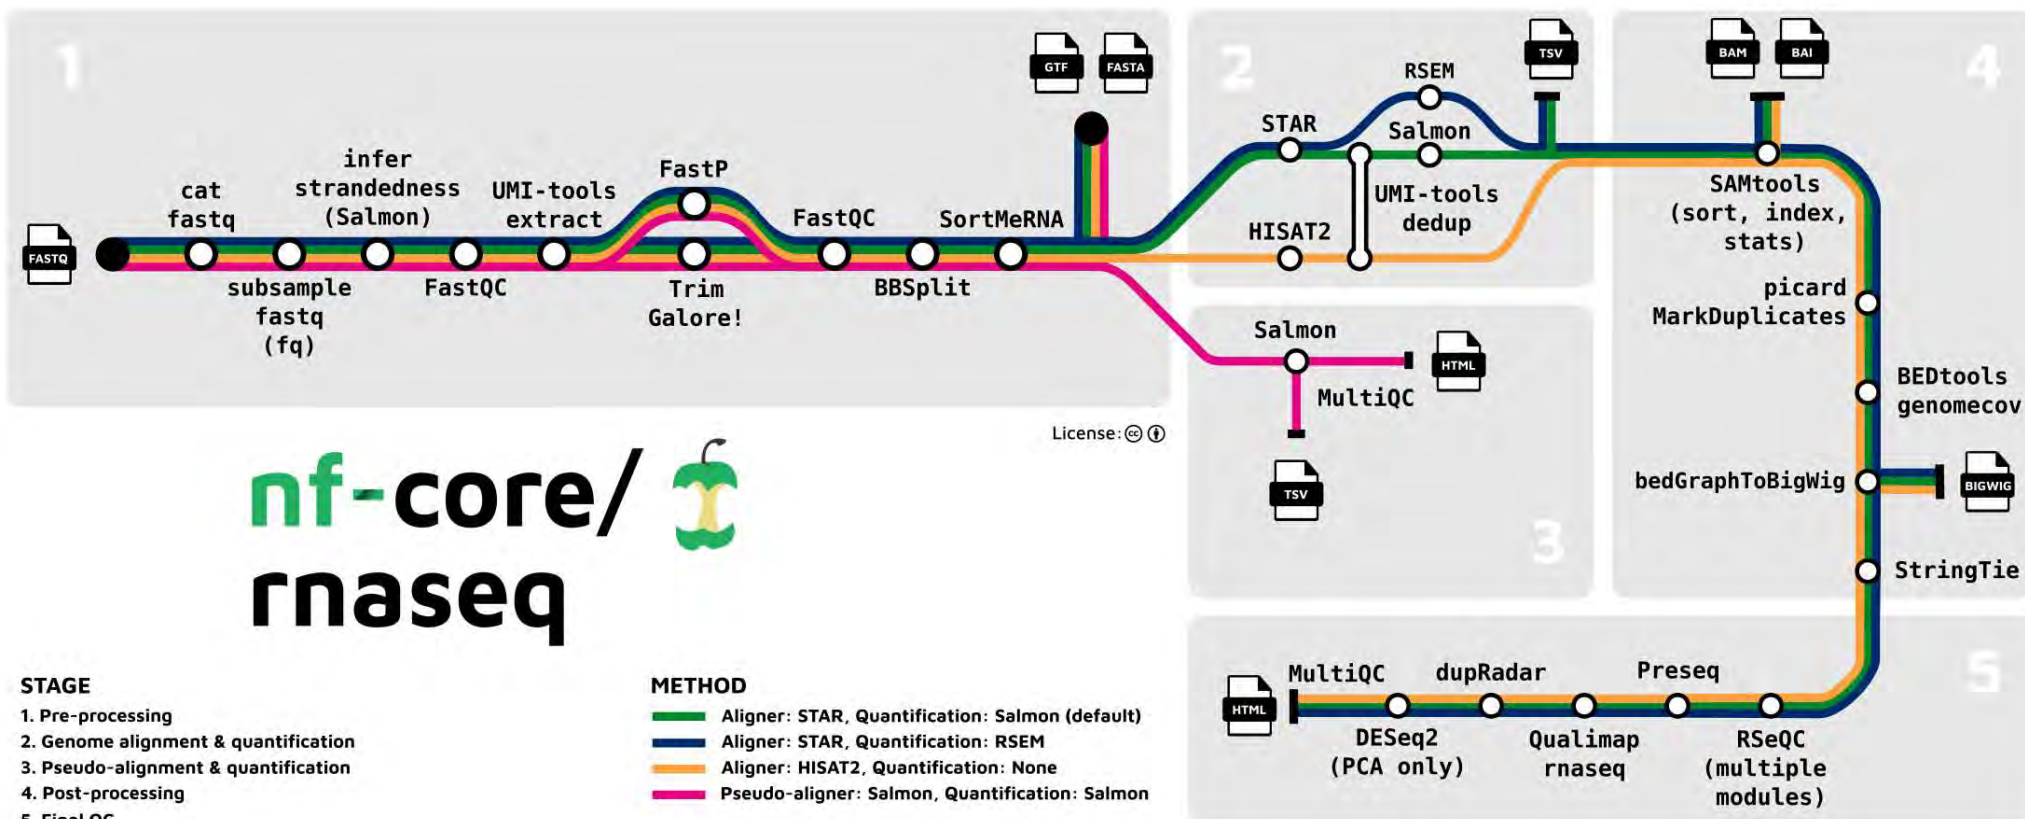 1
GTF
FASTA
FASTQ
cat
fastq
subsample
fastq
(fq)
infer
strandedness
(Salmon)
FastQC
UMI-tools
extract
FastP
Trim
Galore!
FastQC
BBSplit
SortMeRNA
2
TSV
STAR
RSEM
Salmon
UMI-tools
dedup
HISAT2
3
Salmon
MultiQC
HTML
TSV
4
BAM
BAI
SAMtools
(sort, index,
stats)
picard
MarkDuplicates
BEDtools
genomecov
bedGraphToBigWig
BIGWIG
StringTie
5
RSeQC
(multiple
modules)
Preseq
Qualimap
rnaseq
dupRadar
DESeq2
(PCA only)
MultiQC
HTML
License:
nf-core/
rnaseq
STAGE
1. Pre-processing
2. Genome alignment & quantification
3. Pseudo-alignment & quantification
4. Post-processing
5. Final QC
METHOD
Aligner: STAR, Quantification: Salmon (default)
Aligner: STAR, Quantification: RSEM
Aligner: HISAT2, Quantification: None
Pseudo-aligner: Salmon, Quantification: Salmon